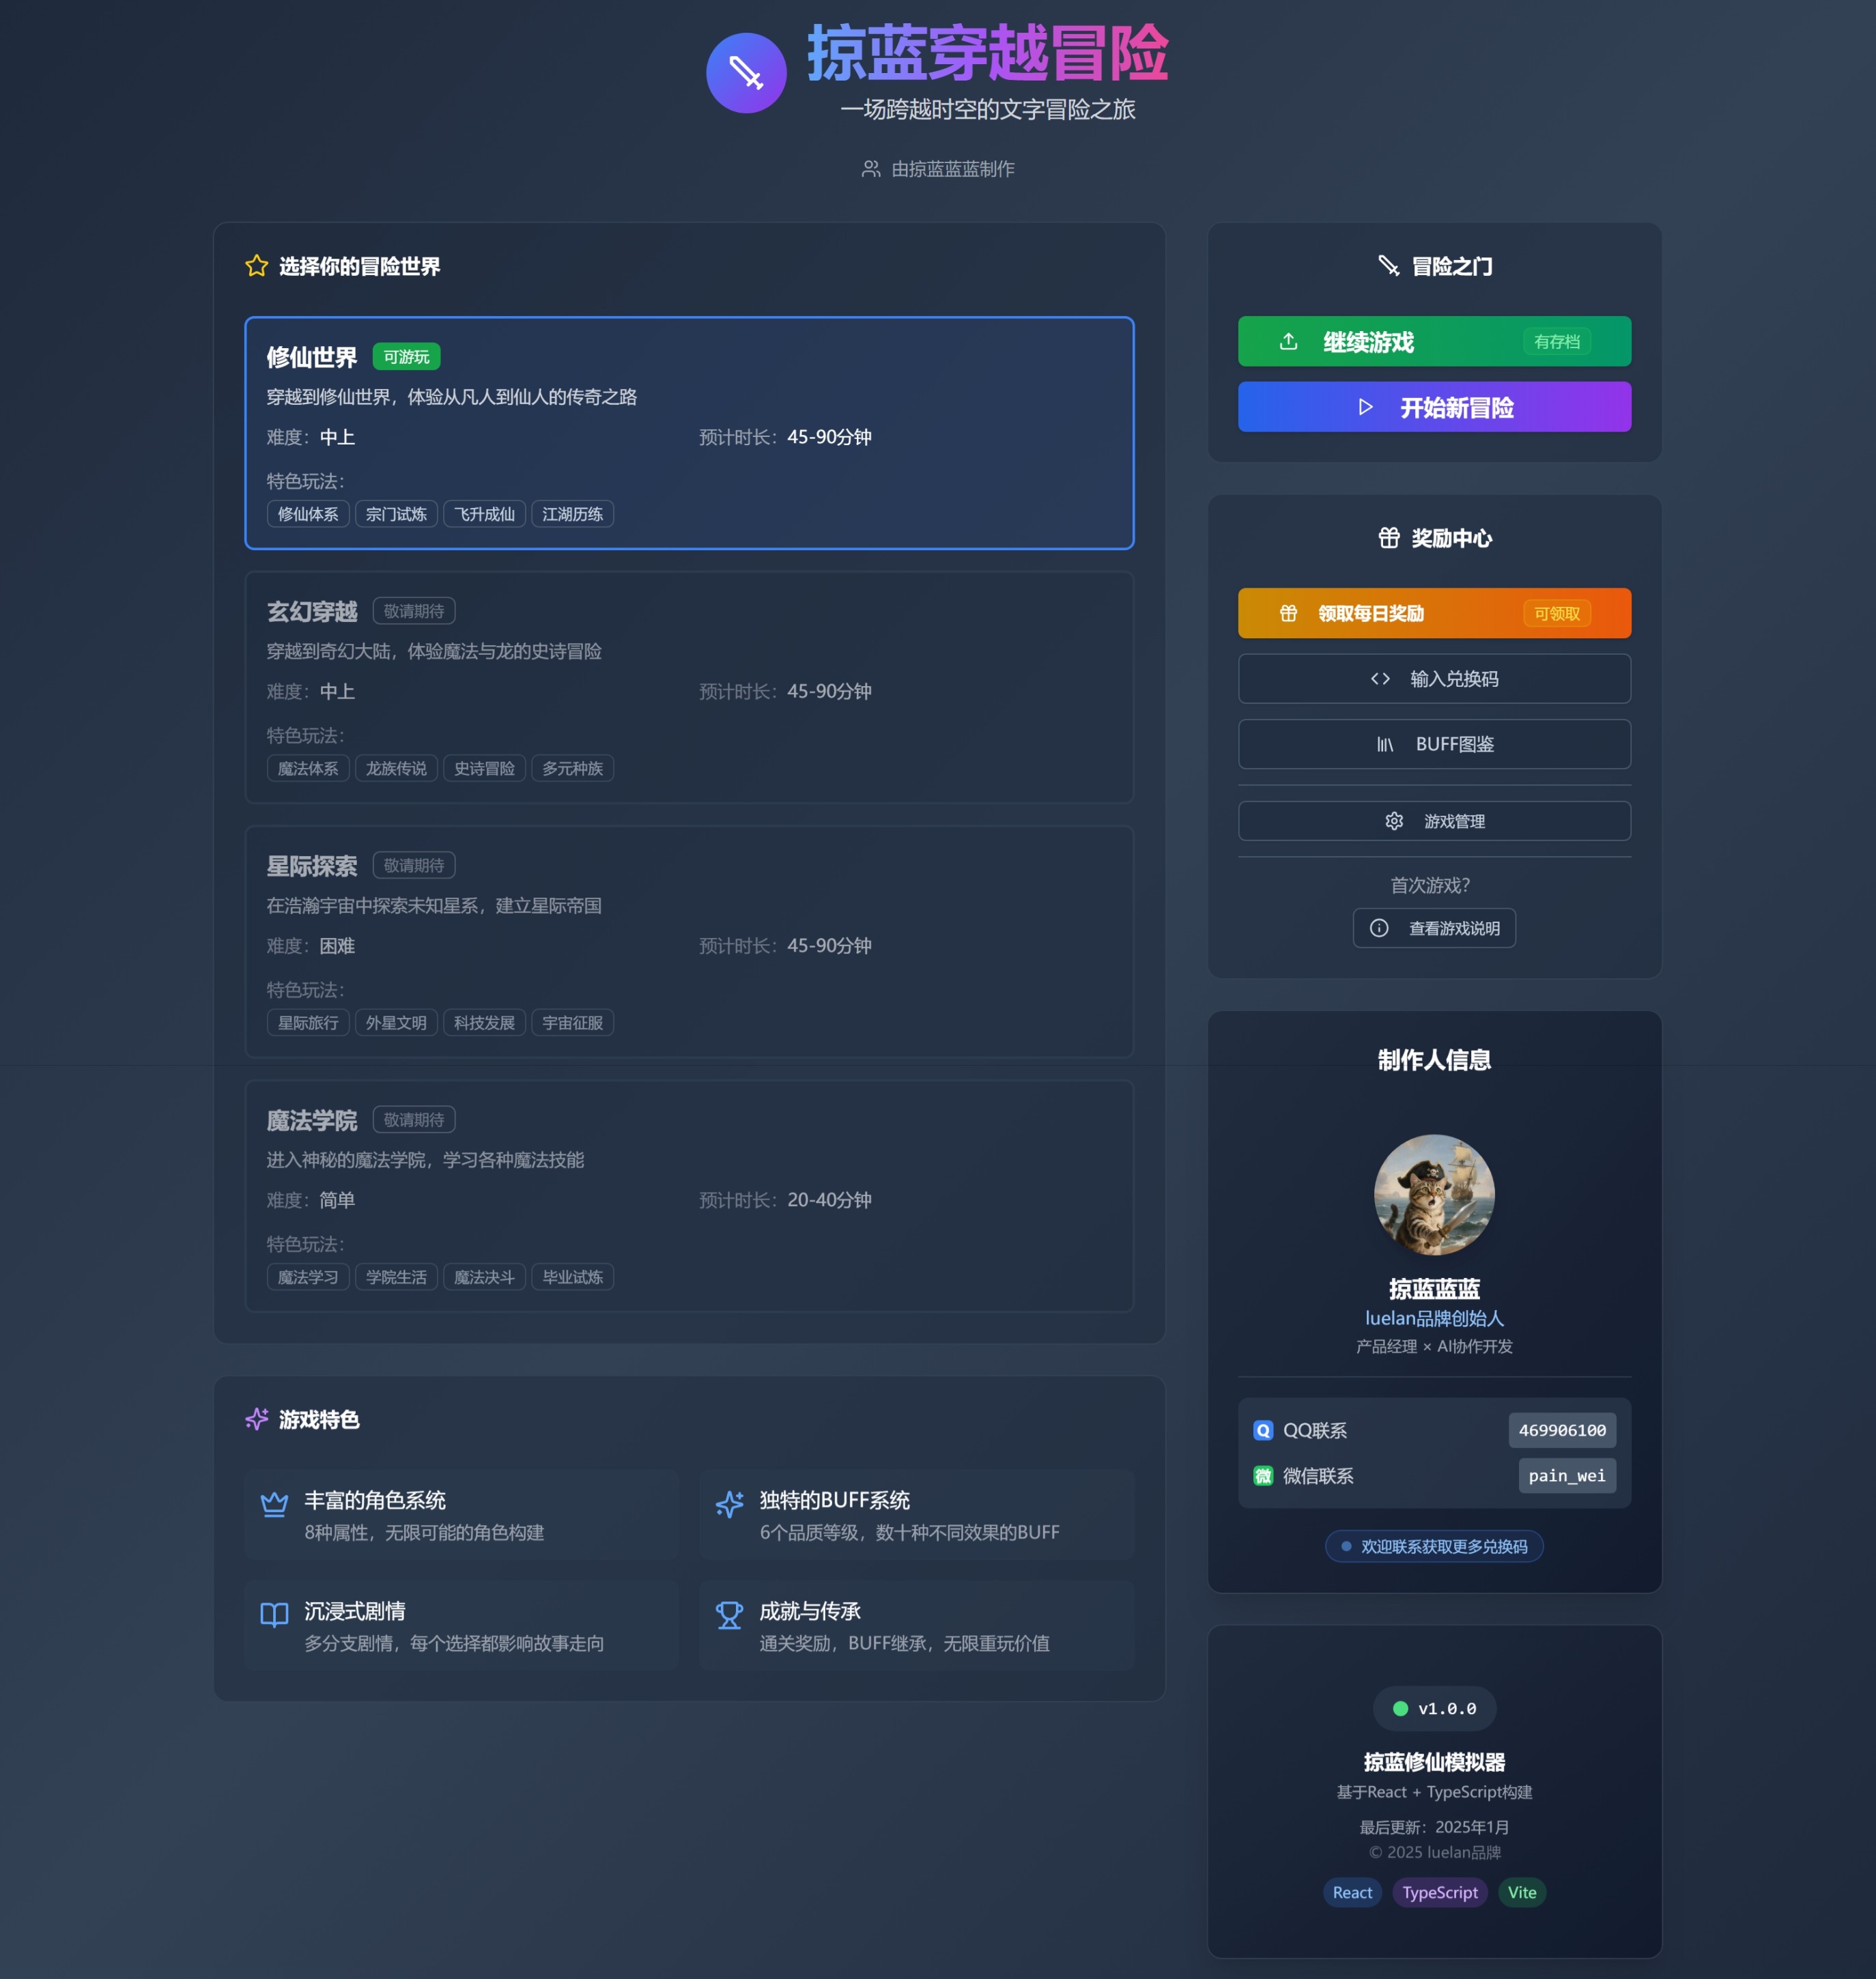 掠蓝穿越冒险
一场跨越时空的文字冒险之旅
由掠蓝蓝蓝制作
选择你的冒险世界
修仙世界 可游玩
穿越到修仙世界，体验从凡人到仙人的传奇之路
难度：中上 预计时长：45-90分钟
特色玩法：
修仙体系 宗门试炼 飞升成仙 江湖历练
玄幻穿越 敬请期待
穿越到奇幻大陆，体验魔法与龙的史诗冒险
难度：中上 预计时长：45-90分钟
特色玩法：
魔法体系 龙族传说 史诗冒险 多元种族
星际探索 敬请期待
在浩瀚宇宙中探索未知星系，建立星际帝国
难度：困难 预计时长：45-90分钟
特色玩法：
星际旅行 外星文明 科技发展 宇宙征服
魔法学院 敬请期待
进入神秘的魔法学院，学习各种魔法技能
难度：简单 预计时长：20-40分钟
特色玩法：
魔法学习 学院生活 魔法决斗 毕业试炼
游戏特色
丰富的角色系统
8种属性，无限可能的角色构建
独特的BUFF系统
6个品质等级，数十种不同效果的BUFF
沉浸式剧情
多分支剧情，每个选择都影响故事走向
成就与传承
通关奖励，BUFF继承，无限重玩价值
冒险之门
继续游戏 有存档
开始新冒险
奖励中心
领取每日奖励 可领取
输入兑换码
BUFF图鉴
游戏管理
首次游戏？
查看游戏说明
制作人信息
掠蓝蓝蓝
luelan品牌创始人
产品经理 × AI协作开发
Q QQ联系 469906100
微 微信联系 pain_wei
欢迎联系获取更多兑换码
v1.0.0
掠蓝修仙模拟器
基于React + TypeScript构建
最后更新：2025年1月
© 2025 luelan品牌
React TypeScript Vite